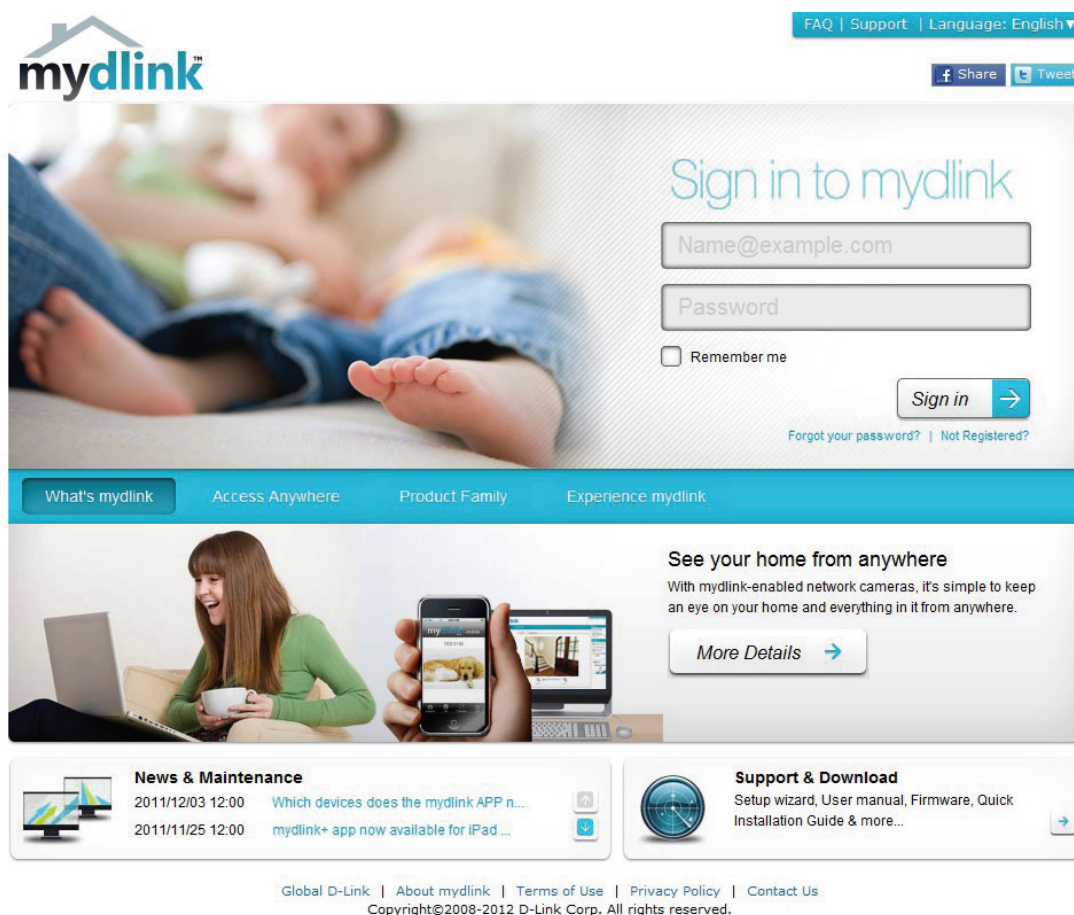 FAQ | Support | Language: English▼
mydlink™
Share
Tweet
Sign in to mydlink
Name@example.com
Password
Remember me
Sign in
Forgot your password? | Not Registered?
What's mydlink
Access Anywhere
Product Family
Experience mydlink
See your home from anywhere
With mydlink-enabled network cameras, it's simple to keep
an eye on your home and everything in it from anywhere.
More Details
mydlink
News & Maintenance
2011/12/03 12:00 Which devices does the mydlink APP n...
2011/11/25 12:00 mydlink+ app now available for iPad ...
Support & Download
Setup wizard, User manual, Firmware, Quick
Installation Guide & more...
Global D-Link | About mydlink | Terms of Use | Privacy Policy | Contact Us
Copyright©2008-2012 D-Link Corp. All rights reserved.